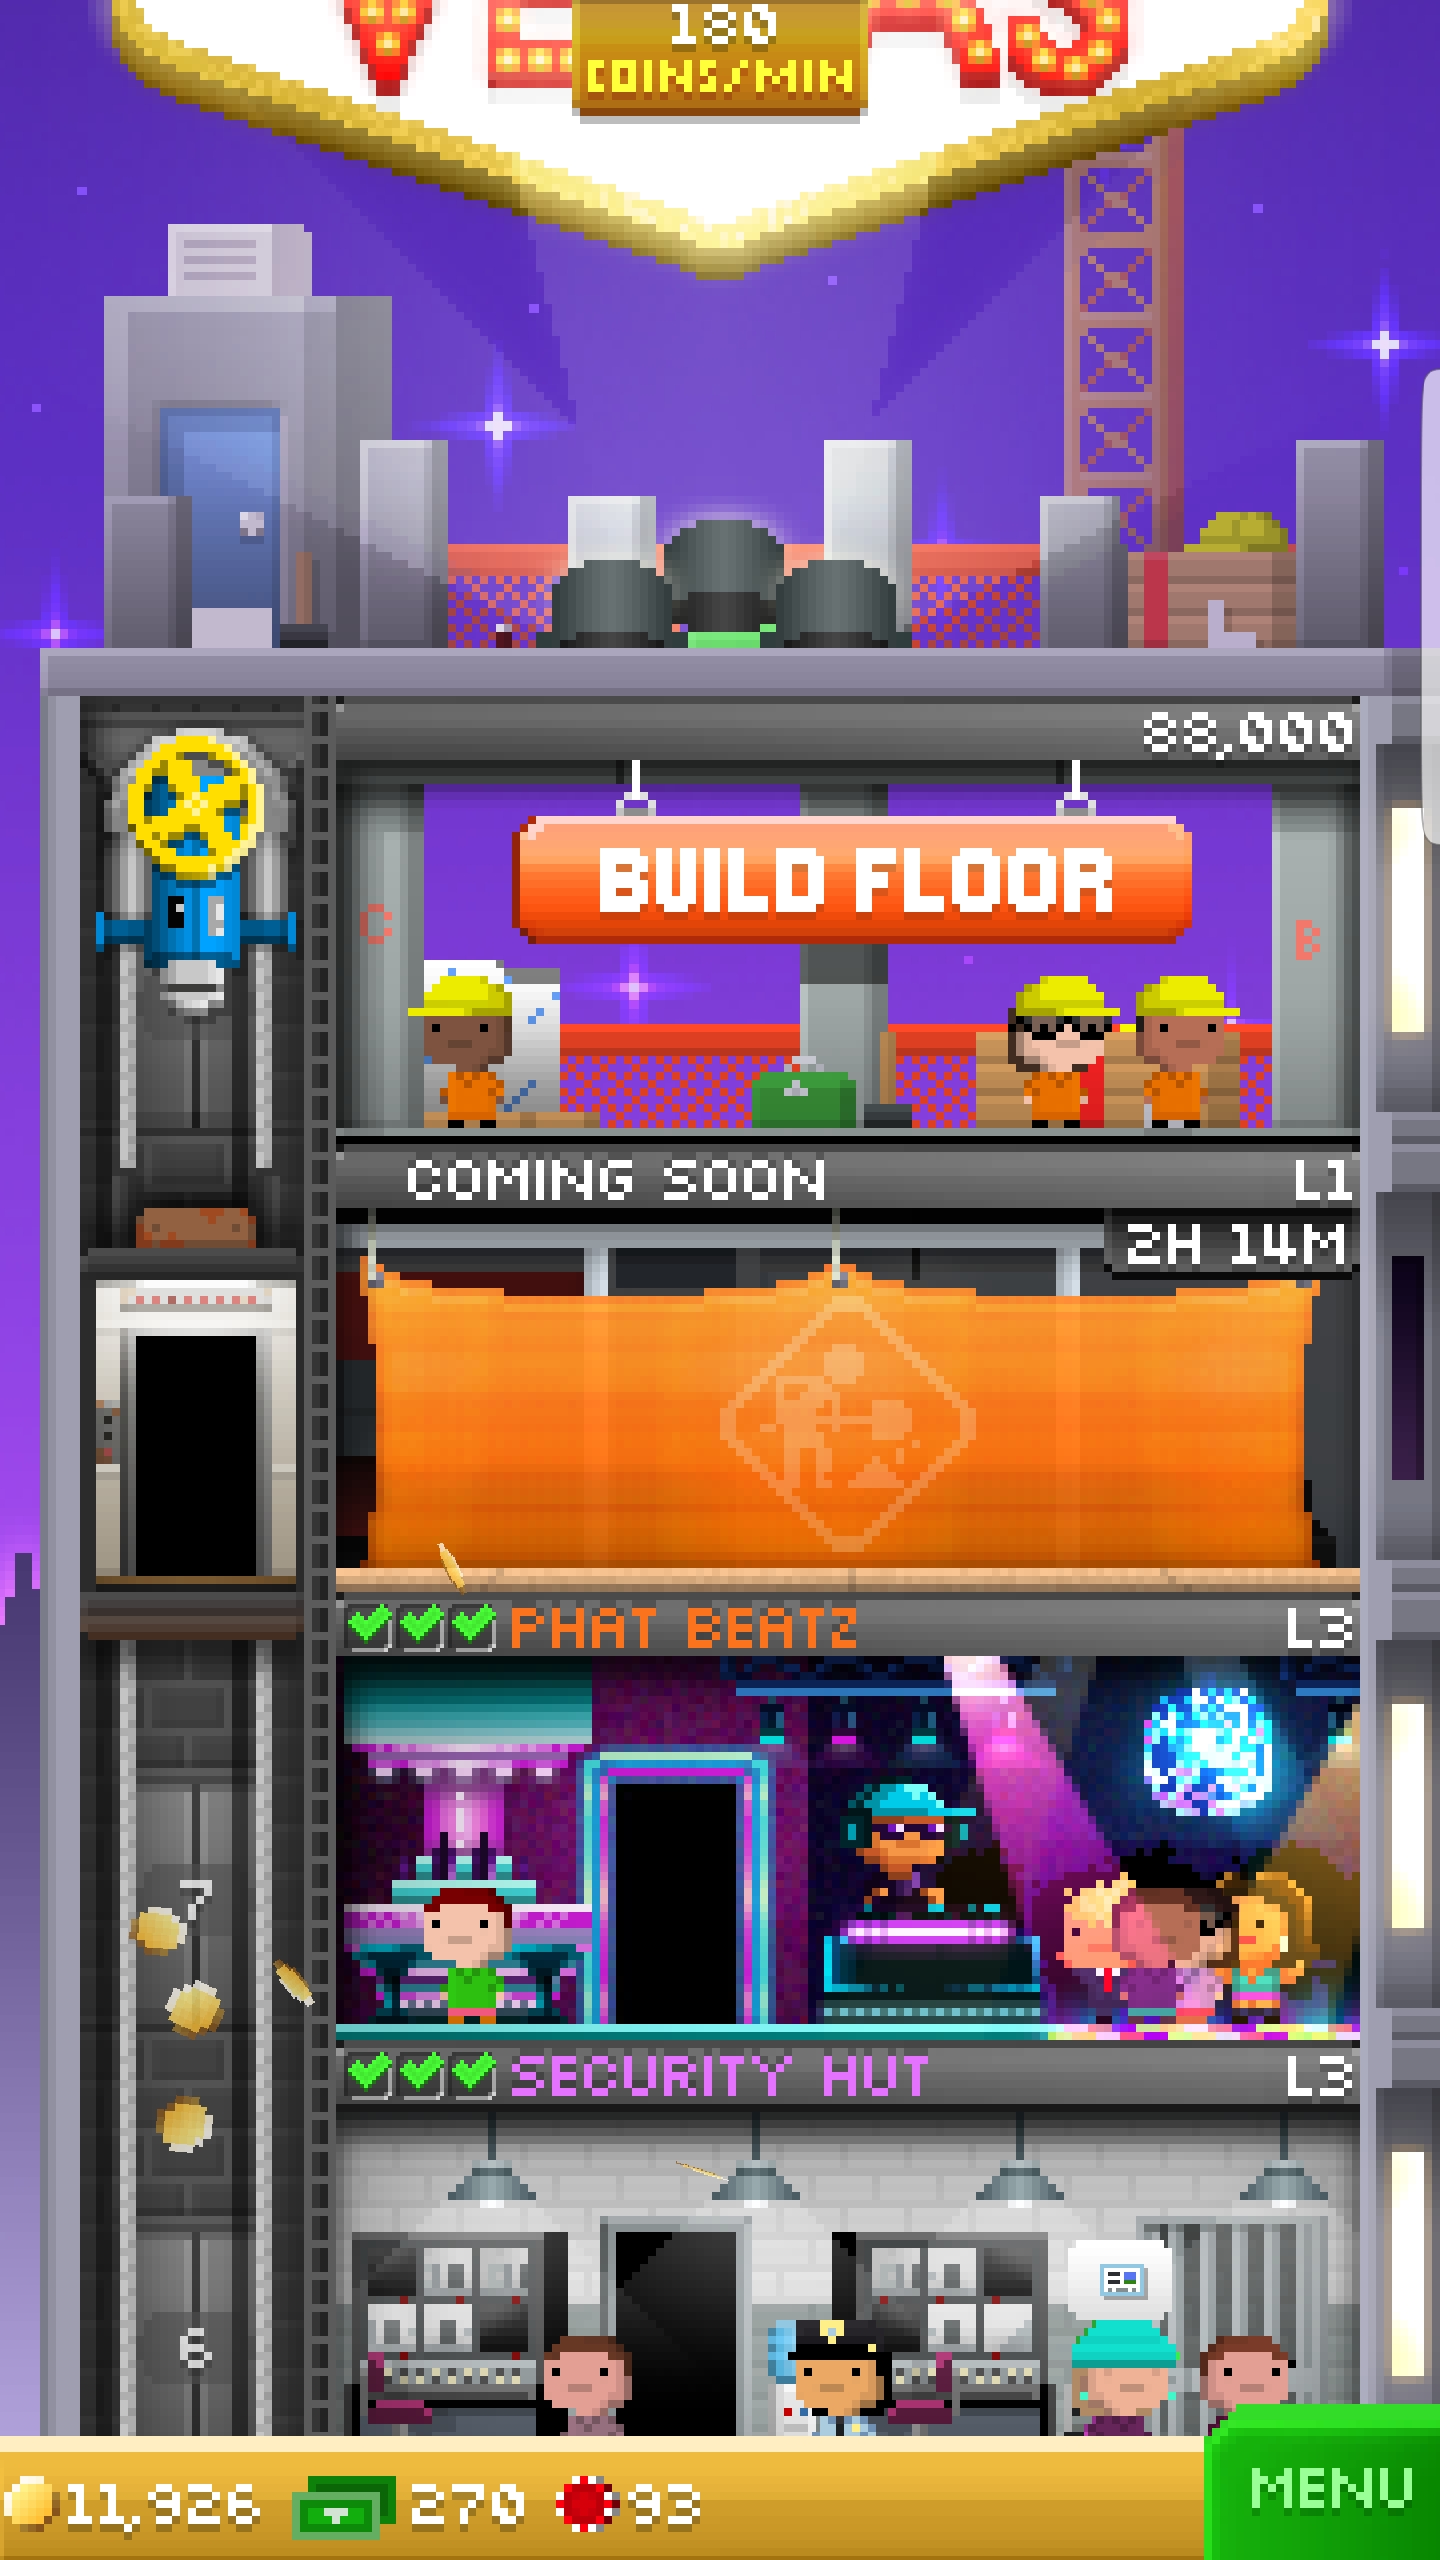 180
COINS/MIN
88,000
BUILD FLOOR
C
B
COMING SOON
L1
2H 14M
PHAT BEATZ
L3
7
SECURITY HUT
L3
6
11,926
270
93
MENU